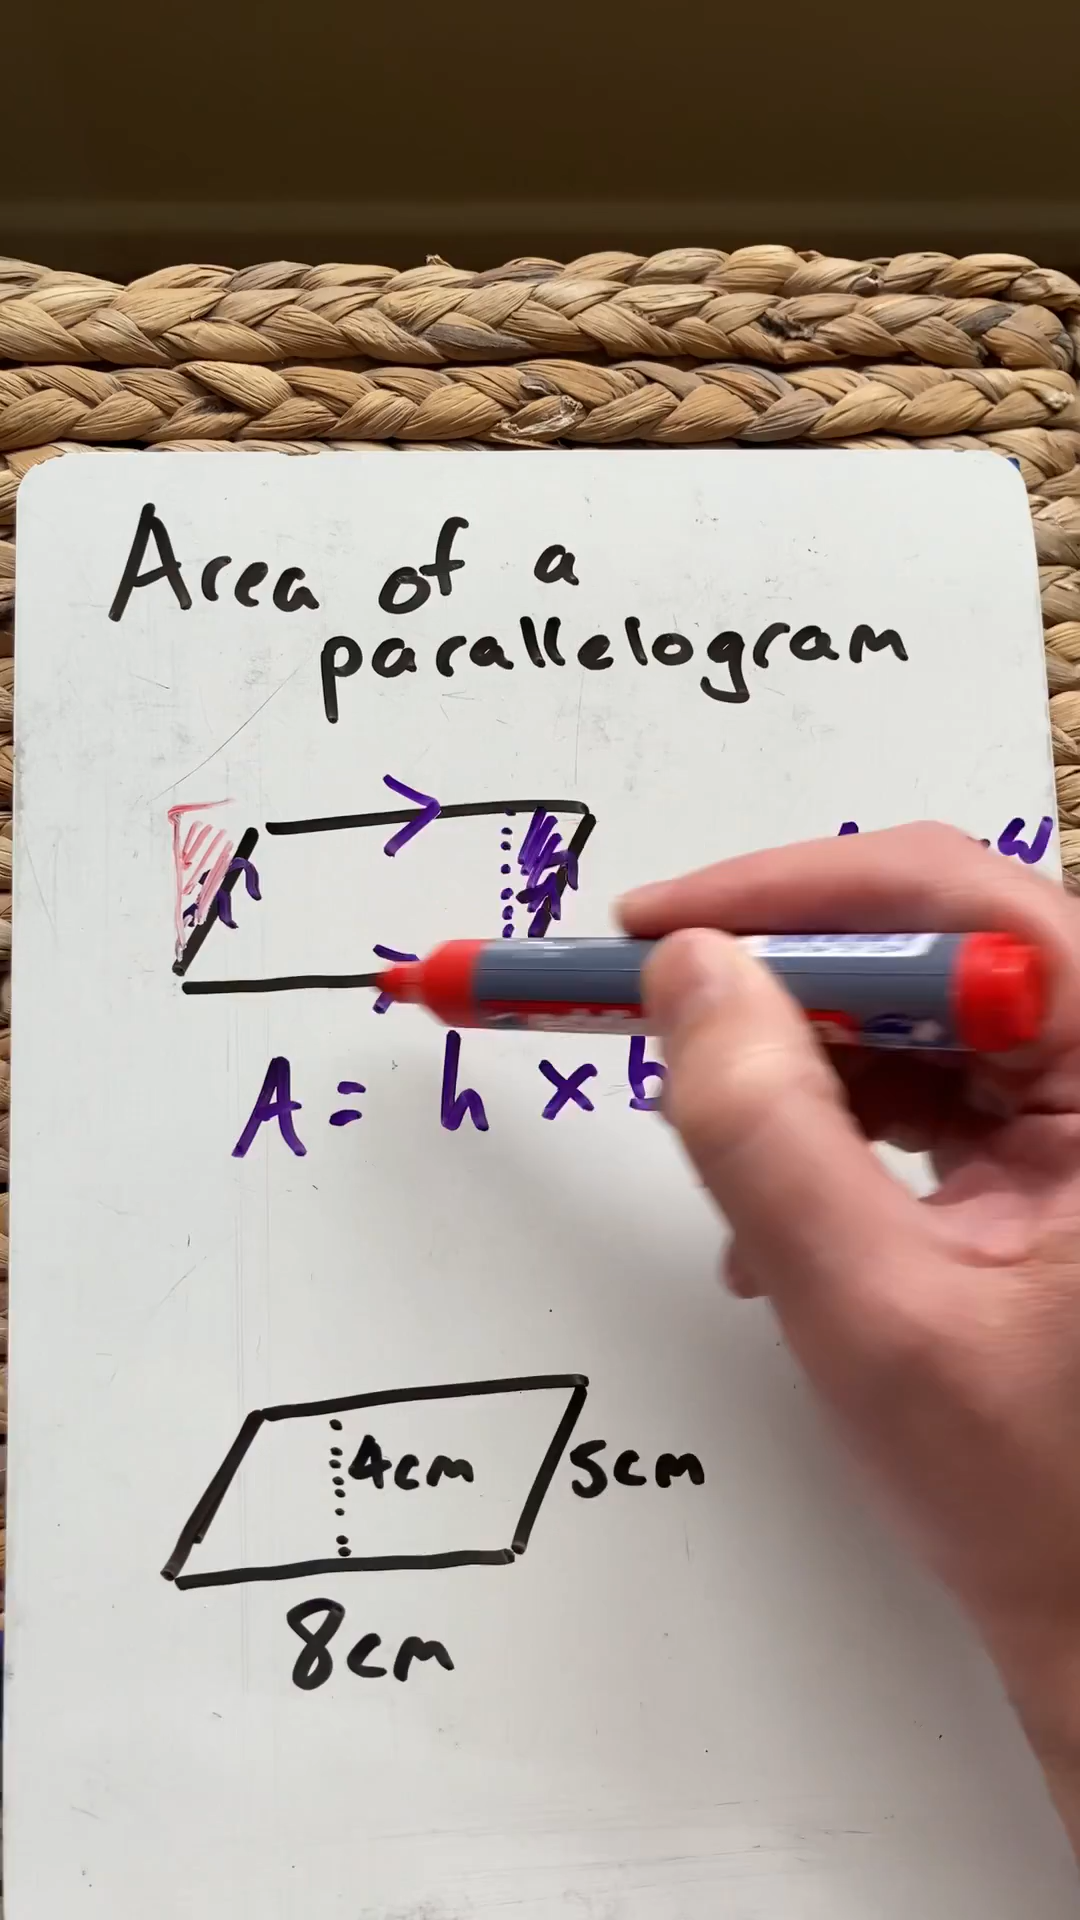 Area of a
parallelogram
w
A = h × b
4cm
5cm
8cm